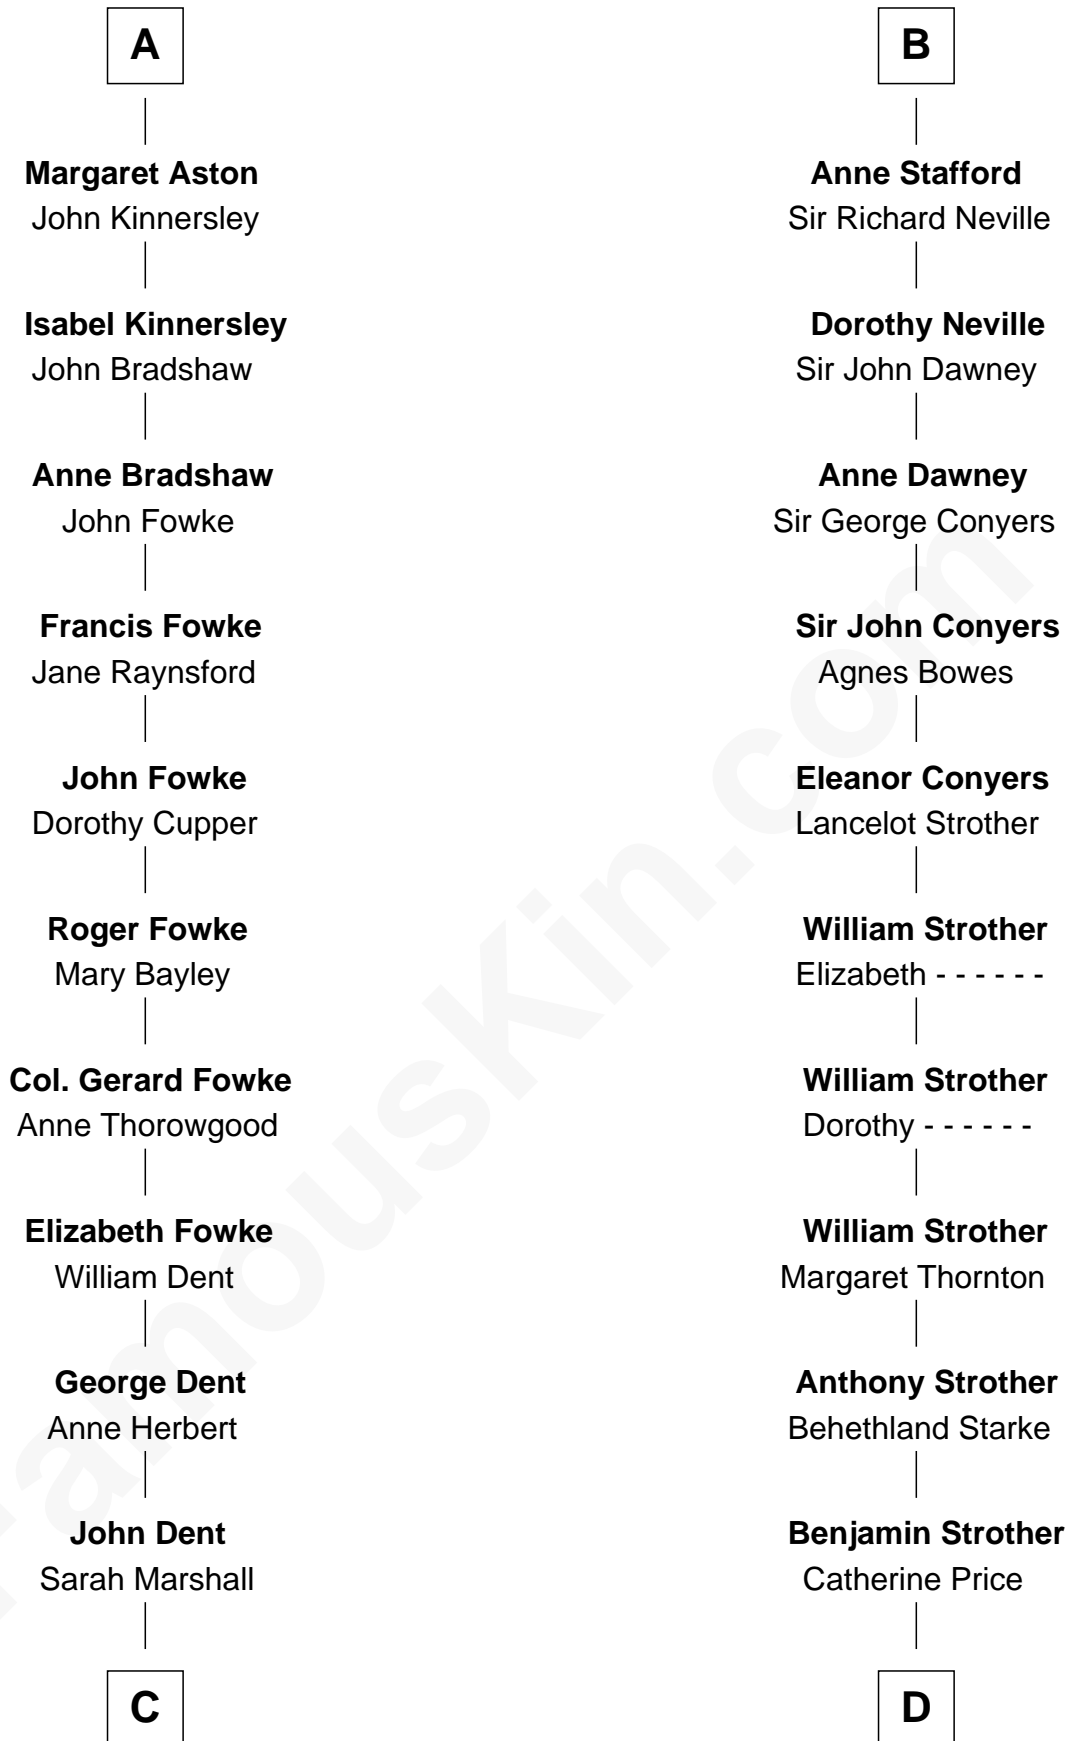 A
Margaret Aston
John Kinnersley
Isabel Kinnersley
John Bradshaw
Anne Bradshaw
John Fowke
Francis Fowke
Jane Raynsford
John Fowke
Dorothy Cupper
Roger Fowke
Mary Bayley
Col. Gerard Fowke
Anne Thorowgood
Elizabeth Fowke
William Dent
George Dent
Anne Herbert
John Dent
Sarah Marshall
C
B
Anne Stafford
Sir Richard Neville
Dorothy Neville
Sir John Dawney
Anne Dawney
Sir George Conyers
Sir John Conyers
Agnes Bowes
Eleanor Conyers
Lancelot Strother
William Strother
Elizabeth - - - - - -
William Strother
Dorothy - - - - - -
William Strother
Margaret Thornton
Anthony Strother
Behethland Starke
Benjamin Strother
Catherine Price
D
FamousKin.com